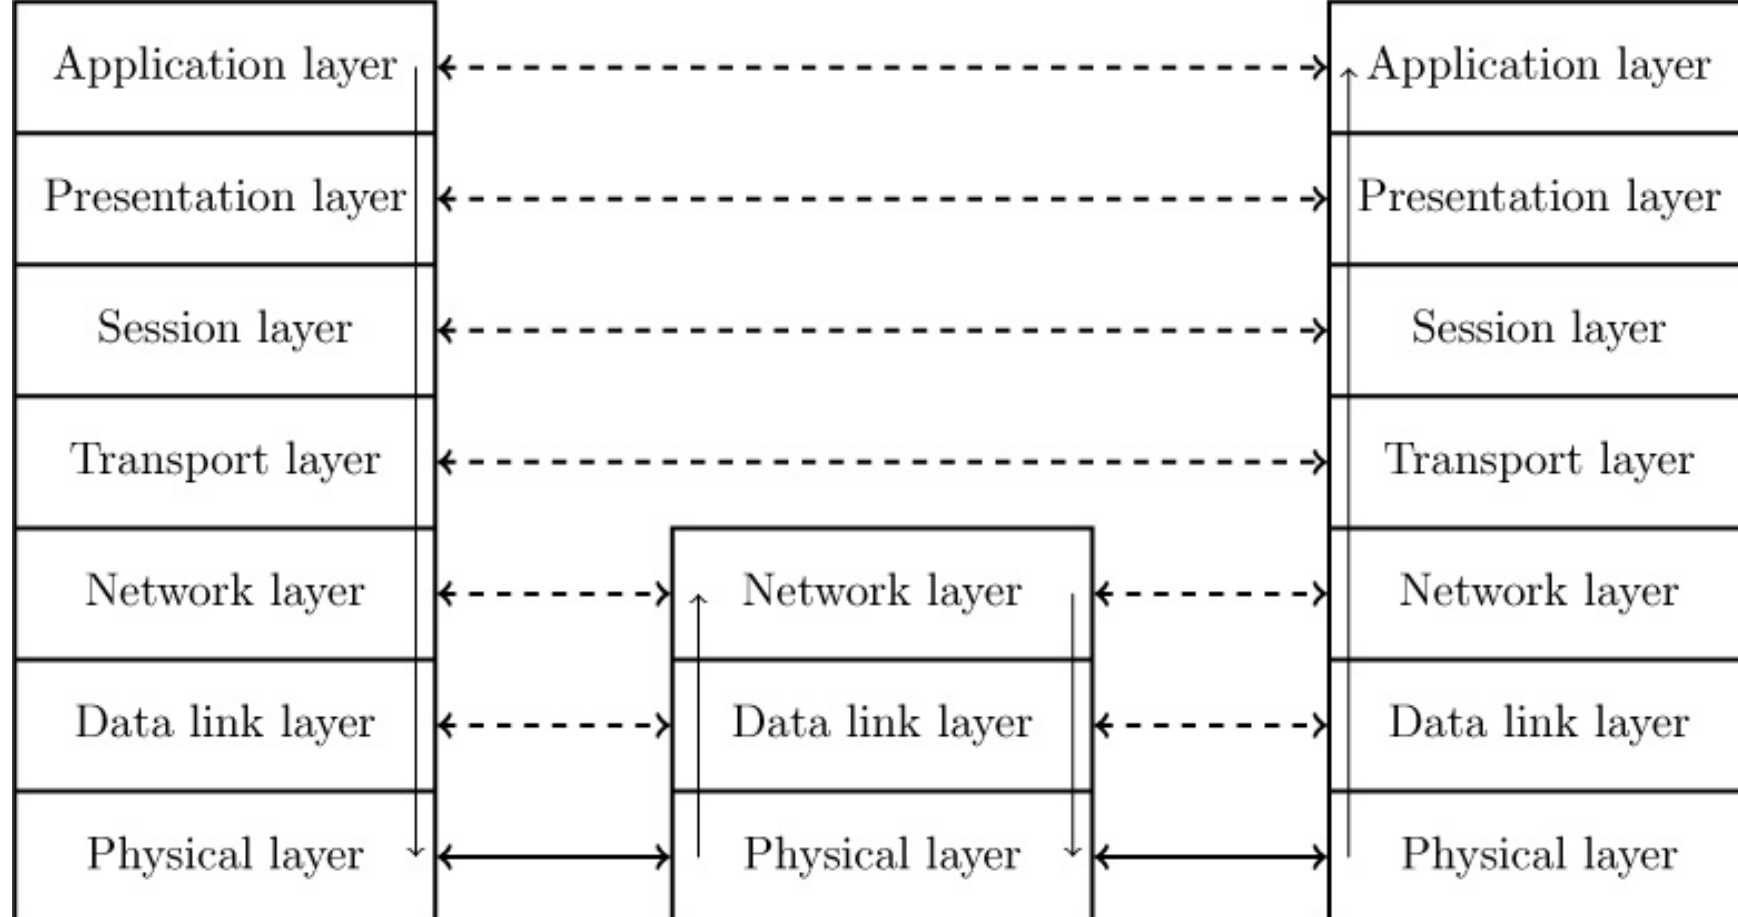 Application layer
Application layer
Presentation layer
Presentation layer
Session layer
Session layer
Transport layer
Transport layer
Network layer
Network layer
Network layer
Data link layer
Data link layer
Data link layer
Physical layer
Physical layer
Physical layer